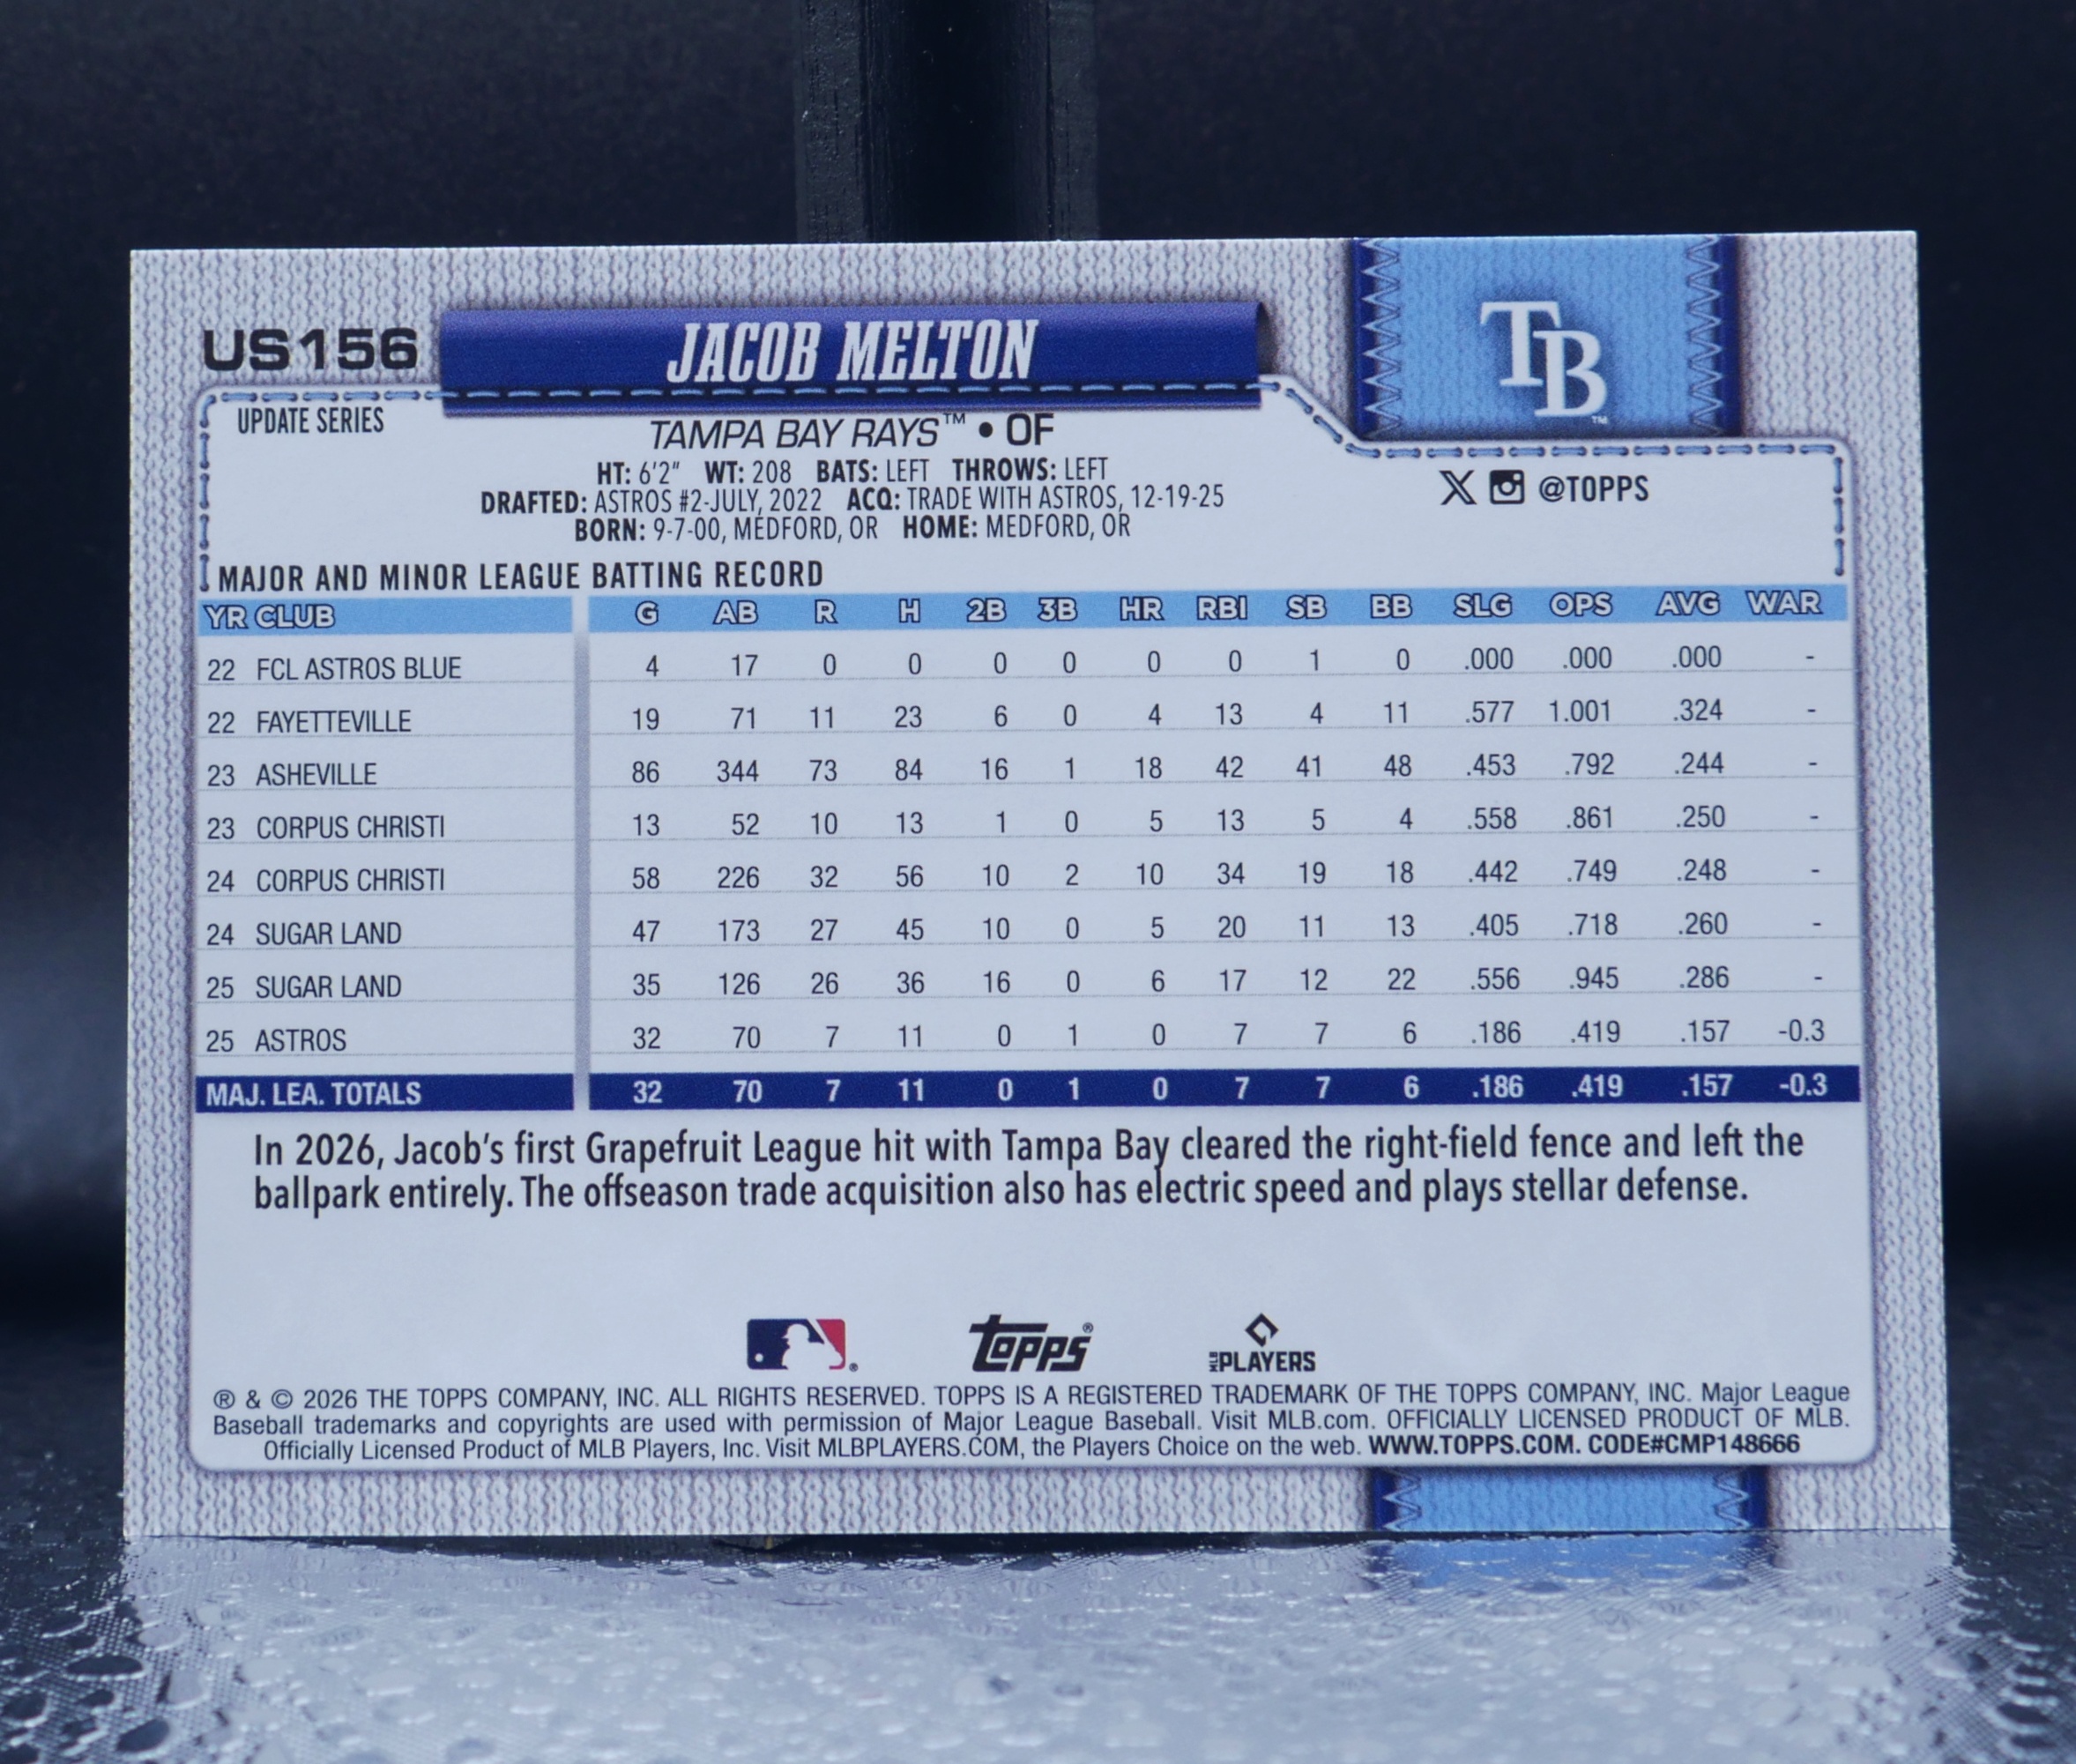 US156
JACOB MELTON
TB™
UPDATE SERIES
TAMPA BAY RAYS™ • OF
HT: 6'2" WT: 208 BATS: LEFT THROWS: LEFT
DRAFTED: ASTROS #2-JULY, 2022 ACQ: TRADE WITH ASTROS, 12-19-25
BORN: 9-7-00, MEDFORD, OR HOME: MEDFORD, OR
X @TOPPS
MAJOR AND MINOR LEAGUE BATTING RECORD
YR CLUB G AB R H 2B 3B HR RBI SB BB SLG OPS AVG WAR
22 FCL ASTROS BLUE 4 17 0 0 0 0 0 0 1 0 .000 .000 .000 -
22 FAYETTEVILLE 19 71 11 23 6 0 4 13 4 11 .577 1.001 .324 -
23 ASHEVILLE 86 344 73 84 16 1 18 42 41 48 .453 .792 .244 -
23 CORPUS CHRISTI 13 52 10 13 1 0 5 13 5 4 .558 .861 .250 -
24 CORPUS CHRISTI 58 226 32 56 10 2 10 34 19 18 .442 .749 .248 -
24 SUGAR LAND 47 173 27 45 10 0 5 20 11 13 .405 .718 .260 -
25 SUGAR LAND 35 126 26 36 16 0 6 17 12 22 .556 .945 .286 -
25 ASTROS 32 70 7 11 0 1 0 7 7 6 .186 .419 .157 -0.3
MAJ. LEA. TOTALS 32 70 7 11 0 1 0 7 7 6 .186 .419 .157 -0.3
In 2026, Jacob's first Grapefruit League hit with Tampa Bay cleared the right-field fence and left the
ballpark entirely. The offseason trade acquisition also has electric speed and plays stellar defense.
® Topps® MLB PLAYERS
® & © 2026 THE TOPPS COMPANY, INC. ALL RIGHTS RESERVED. TOPPS IS A REGISTERED TRADEMARK OF THE TOPPS COMPANY, INC. Major League
Baseball trademarks and copyrights are used with permission of Major League Baseball. Visit MLB.com. OFFICIALLY LICENSED PRODUCT OF MLB.
Officially Licensed Product of MLB Players, Inc. Visit MLBPLAYERS.COM, the Players Choice on the web. WWW.TOPPS.COM. CODE#CMP148666